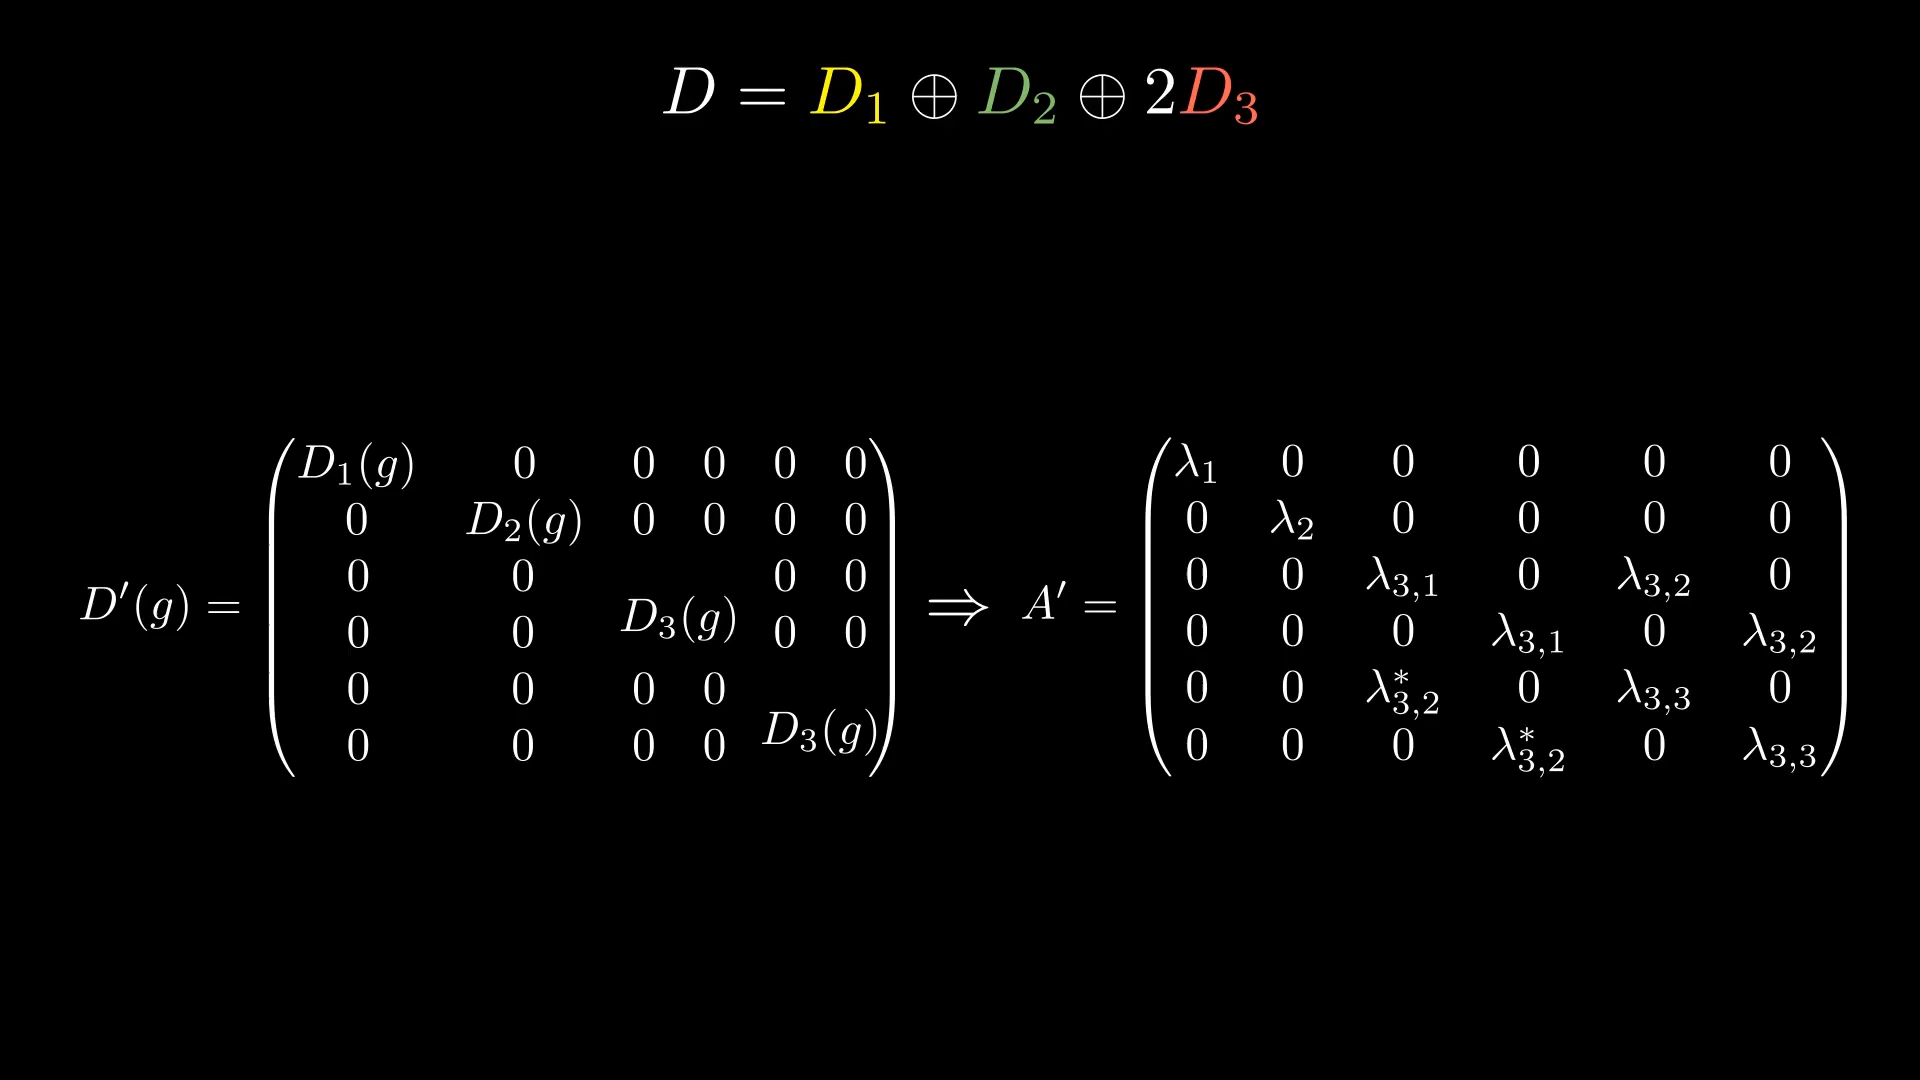 D = D₁ ⊕ D₂ ⊕ 2D₃
D₁(g) 0 0 0 0 0
0 D₂(g) 0 0 0 0
0 0 0 0
D′(g) = 0 0 D₃(g) 0 0
0 0 0 0
0 0 0 0 D₃(g)
⇒ A′ =
λ₁ 0 0 0 0 0
0 λ₂ 0 0 0 0
0 0 λ₃,₁ 0 λ₃,₂ 0
0 0 0 λ₃,₁ 0 λ₃,₂
0 0 λ*₃,₂ 0 λ₃,₃ 0
0 0 0 λ*₃,₂ 0 λ₃,₃